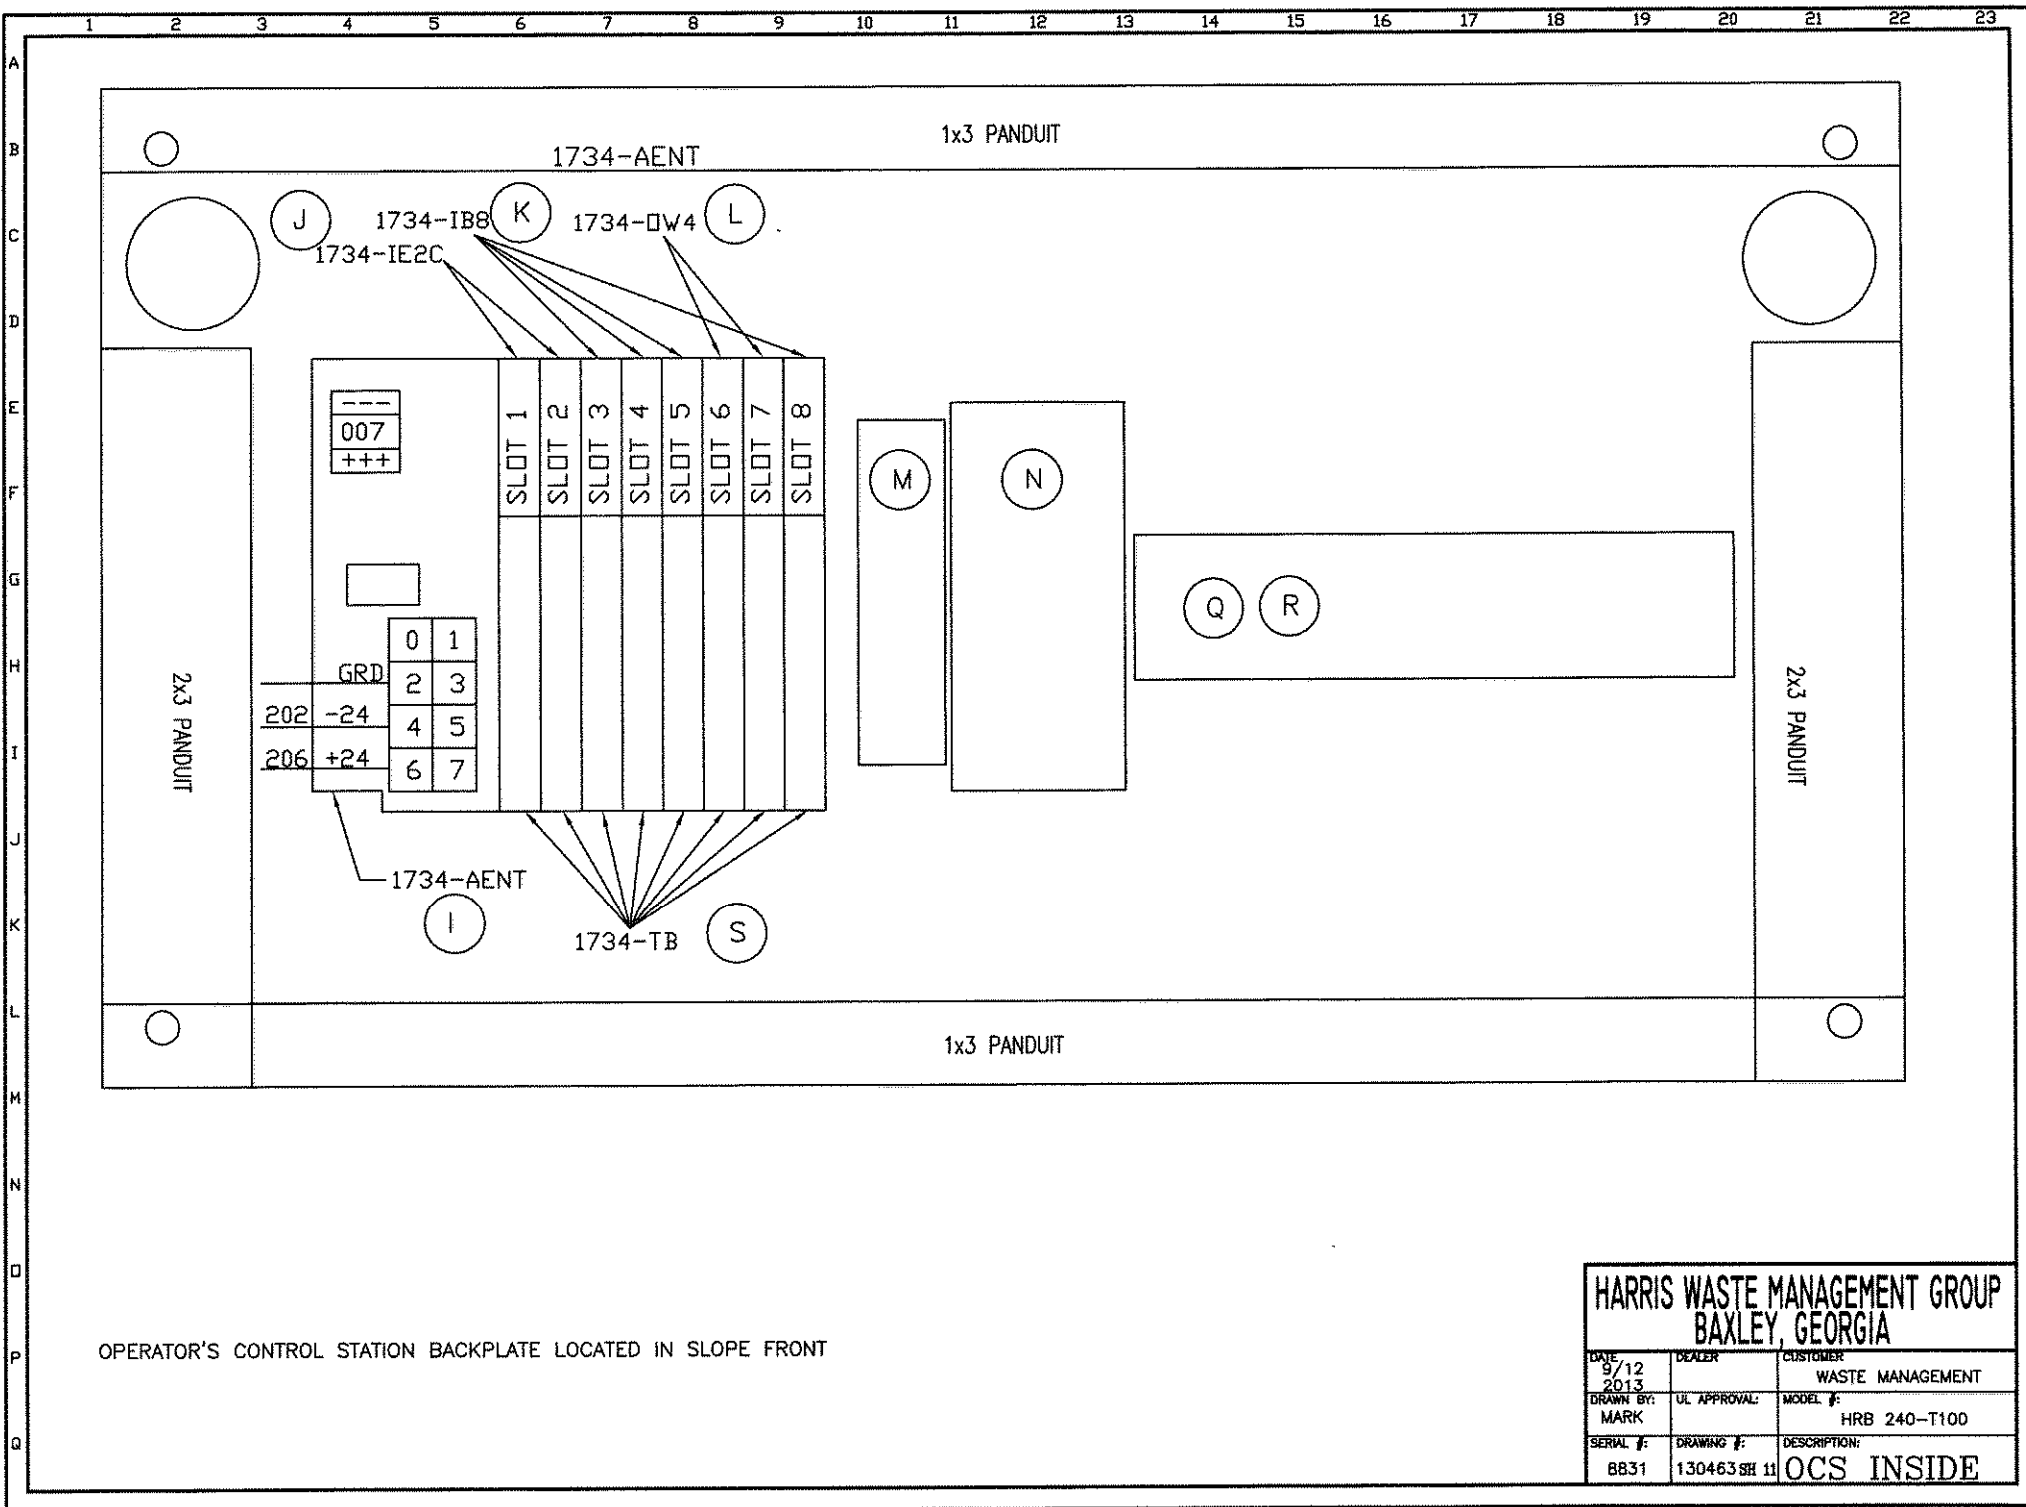 1 2 3 4 5 6 7 8 9 10 11 12 13 14 15 16 17 18 19 20 21 22 23
A
B
C
D
E
F
G
H
I
J
K
L
M
N
O
P
Q
1x3 PANDUIT
1734-AENT
J
1734-IB8
K
1734-OW4
L
1734-IE2C
---
007
+++
SLOT 1
SLOT 2
SLOT 3
SLOT 4
SLOT 5
SLOT 6
SLOT 7
SLOT 8
M
N
Q
R
0 1
GRD 2 3
202 -24 4 5
206 +24 6 7
2x3 PANDUIT
2x3 PANDUIT
1734-AENT
I
1734-TB
S
1x3 PANDUIT
OPERATOR'S CONTROL STATION BACKPLATE LOCATED IN SLOPE FRONT
HARRIS WASTE MANAGEMENT GROUP
BAXLEY, GEORGIA
DATE
9/12
2013
DEALER
CUSTOMER
WASTE MANAGEMENT
DRAWN BY:
MARK
UL APPROVAL:
MODEL #:
HRB 240-T100
SERIAL #:
8831
DRAWING #:
130463 SH 11
DESCRIPTION:
OCS INSIDE